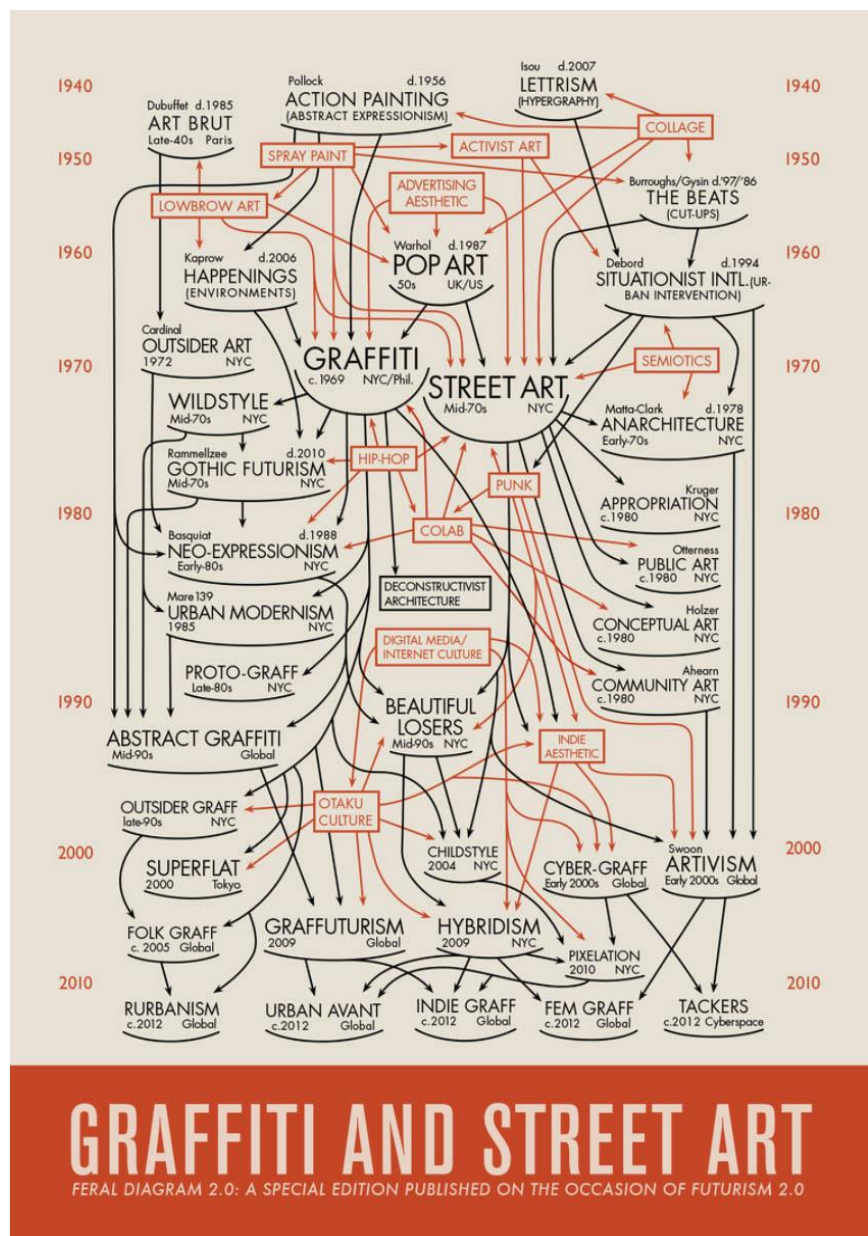 1940
1940
Pollock d.1956
ACTION PAINTING
(ABSTRACT EXPRESSIONISM)
Isou d.2007
LETTRISM
(HYPERGRAPHY)
Dubuffet d.1985
ART BRUT
Late-40s Paris
COLLAGE
1950
1950
SPRAY PAINT
ACTIVIST ART
ADVERTISING
AESTHETIC
LOWBROW ART
Burroughs/Gysin d.'97/'86
THE BEATS
(CUT-UPS)
1960
1960
Kaprow d.2006
HAPPENINGS
(ENVIRONMENTS)
Warhol d.1987
POP ART
50s UK/US
Debord d.1994
SITUATIONIST INTL.(UR-
BAN INTERVENTION)
Cardinal
OUTSIDER ART
1972 NYC
1970
1970
GRAFFITI
c.1969 NYC/Phil.
STREET ART
Mid-70s NYC
SEMIOTICS
WILDSTYLE
Mid-70s NYC
Matta-Clark d.1978
ANARCHITECTURE
Early-70s NYC
Rammellzee d.2010
GOTHIC FUTURISM
Mid-70s NYC
HIP-HOP
PUNK
Kruger
APPROPRIATION
c.1980 NYC
1980
1980
COLAB
Basquiat d.1988
NEO-EXPRESSIONISM
Early-80s NYC
Otterness
PUBLIC ART
c.1980 NYC
DECONSTRUCTIVIST
ARCHITECTURE
Mare 139
URBAN MODERNISM
1985 NYC
Holzer
CONCEPTUAL ART
c.1980 NYC
DIGITAL MEDIA/
INTERNET CULTURE
PROTO-GRAFF
Late-80s NYC
Ahearn
COMMUNITY ART
c.1980 NYC
1990
1990
BEAUTIFUL
LOSERS
Mid-90s NYC
ABSTRACT GRAFFITI
Mid-90s Global
INDIE
AESTHETIC
OUTSIDER GRAFF
late-90s NYC
OTAKU
CULTURE
2000
2000
SUPERFLAT
2000 Tokyo
CHILDSTYLE
2004 NYC
CYBER-GRAFF
Early 2000s Global
Swoon
ARTIVISM
Early 2000s Global
FOLK GRAFF
c. 2005 Global
GRAFFUTURISM
2009 Global
HYBRIDISM
2009 NYC
PIXELATION
2010 NYC
2010
2010
RURBANISM
c.2012 Global
URBAN AVANT
c.2012 Global
INDIE GRAFF
c.2012 Global
FEM GRAFF
c.2012 Global
TACKERS
c.2012 Cyberspace
GRAFFITI AND STREET ART
FERAL DIAGRAM 2.0: A SPECIAL EDITION PUBLISHED ON THE OCCASION OF FUTURISM 2.0